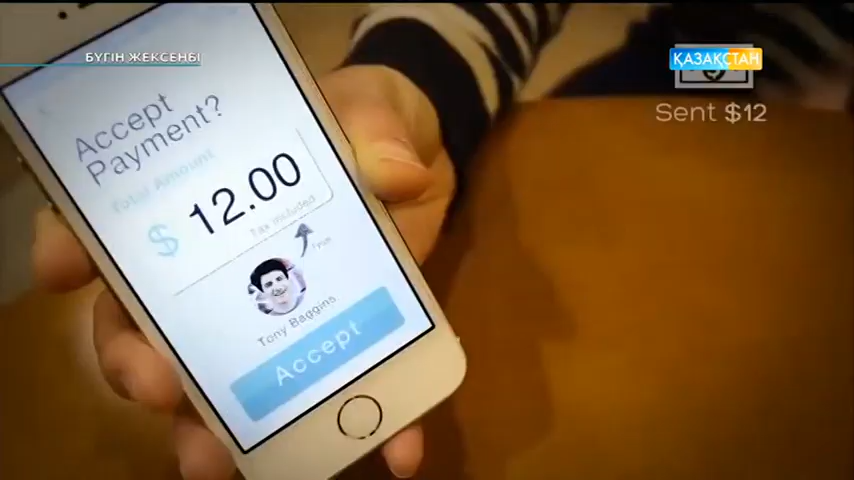 БҮГІН ЖЕКСЕНБІ
ҚАЗАҚСТАН
Sent $12
Accept
Payment?
Total Amount
$ 12.00
Tax included
Tony Baggins
Accept